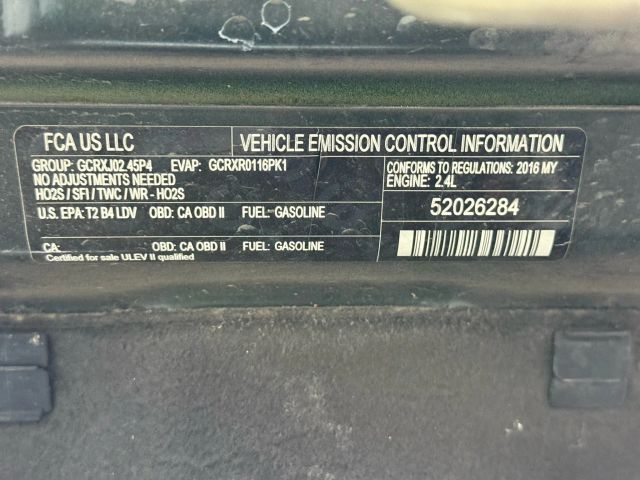 FCA US LLC
VEHICLE EMISSION CONTROL INFORMATION
GROUP: GCRXJ02.45P4 EVAP: GCRXR0116PK1
NO ADJUSTMENTS NEEDED
HO2S / SFI / TWC / WR - HO2S
CONFORMS TO REGULATIONS: 2016 MY
ENGINE: 2.4L
U.S. EPA: T2 B4 LDV OBD: CA OBD II FUEL: GASOLINE
52026284
CA: OBD: CA OBD II FUEL: GASOLINE
Certified for sale ULEV II qualified